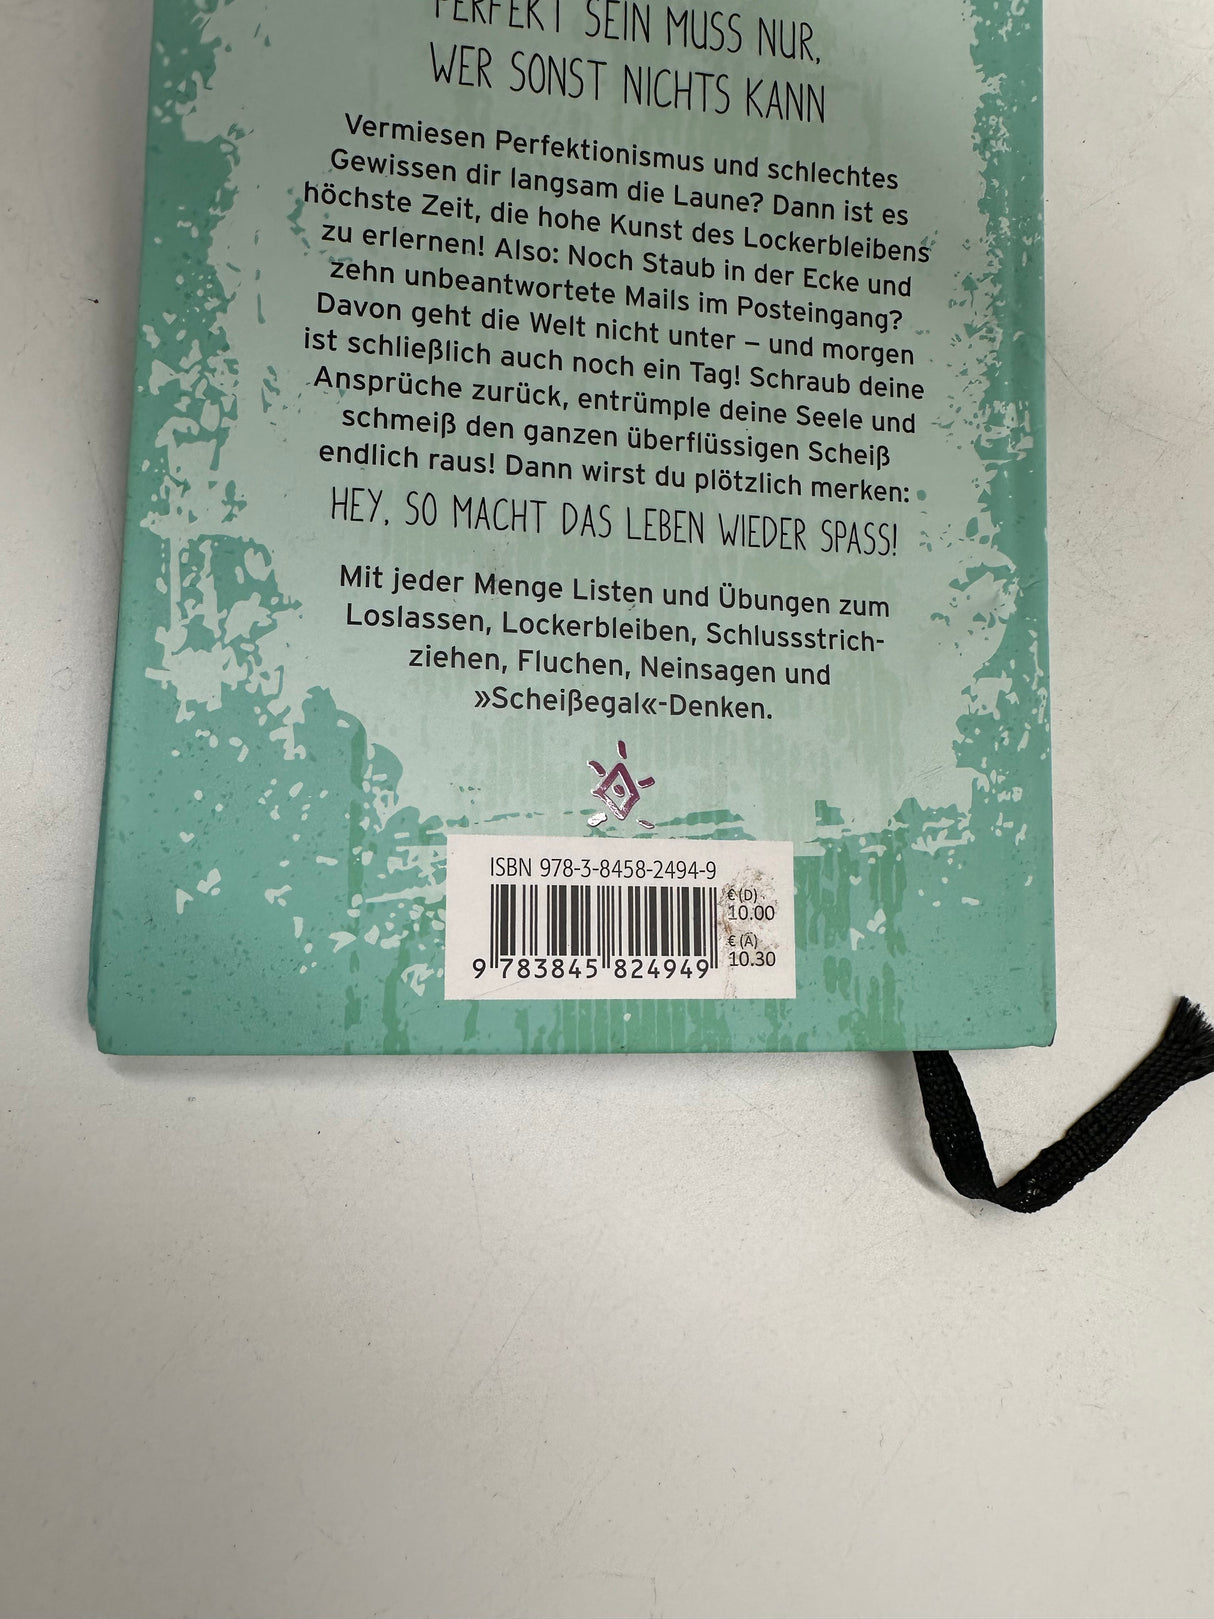 PERFEKT SEIN MUSS NUR,
WER SONST NICHTS KANN
Vermiesen Perfektionismus und schlechtes
Gewissen dir langsam die Laune? Dann ist es
höchste Zeit, die hohe Kunst des Lockerbleibens
zu erlernen! Also: Noch Staub in der Ecke und
zehn unbeantwortete Mails im Posteingang?
Davon geht die Welt nicht unter – und morgen
ist schließlich auch noch ein Tag! Schraub deine
Ansprüche zurück, entrümple deine Seele und
schmeiß den ganzen überflüssigen Scheiß
endlich raus! Dann wirst du plötzlich merken:
HEY, SO MACHT DAS LEBEN WIEDER SPASS!
Mit jeder Menge Listen und Übungen zum
Loslassen, Lockerbleiben, Schlussstrich-
ziehen, Fluchen, Neinsagen und
»Scheißegal«-Denken.
ISBN 978-3-8458-2494-9
€ (D)
10.00
€ (A)
10.30
9 783845 824949